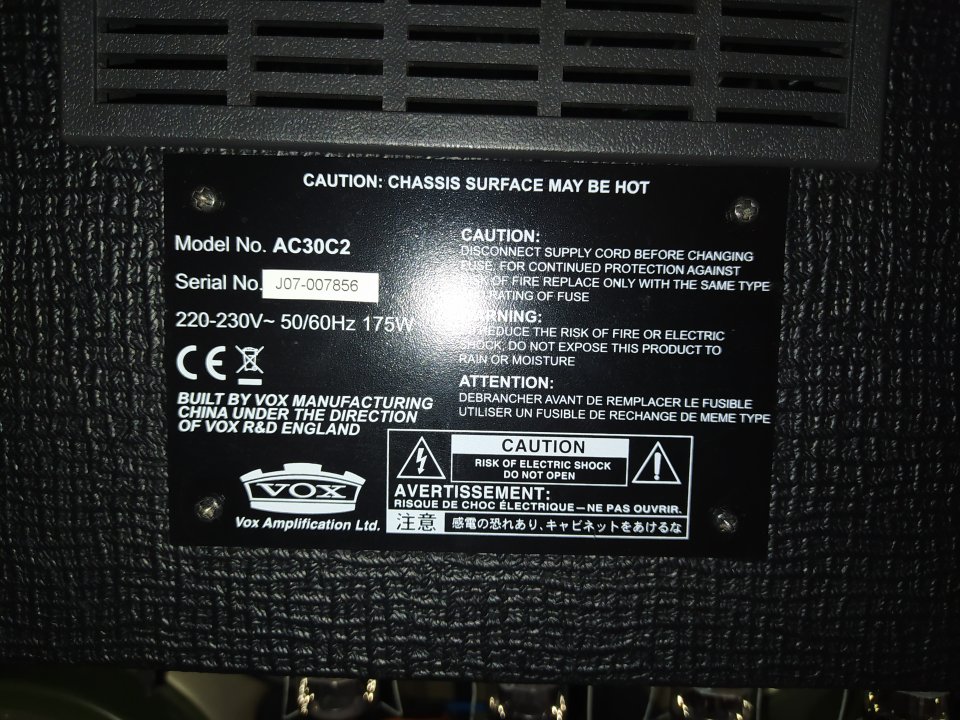 CAUTION: CHASSIS SURFACE MAY BE HOT
Model No. AC30C2
Serial No. J07-007856
220-230V~ 50/60Hz 175W
CE
BUILT BY VOX MANUFACTURING
CHINA UNDER THE DIRECTION
OF VOX R&D ENGLAND
VOX
Vox Amplification Ltd.
CAUTION:
DISCONNECT SUPPLY CORD BEFORE CHANGING
FUSE, FOR CONTINUED PROTECTION AGAINST
OF FIRE REPLACE ONLY WITH THE SAME TYPE
RATING OF FUSE
WARNING:
TO REDUCE THE RISK OF FIRE OR ELECTRIC
SHOCK, DO NOT EXPOSE THIS PRODUCT TO
RAIN OR MOISTURE
ATTENTION:
DEBRANCHER AVANT DE REMPLACER LE FUSIBLE
UTILISER UN FUSIBLE DE RECHANGE DE MEME TYPE
CAUTION
RISK OF ELECTRIC SHOCK
DO NOT OPEN
AVERTISSEMENT:
RISQUE DE CHOC ÉLECTRIQUE—NE PAS OUVRIR.
注意 感電の恐れあり、キャビネットをあけるな